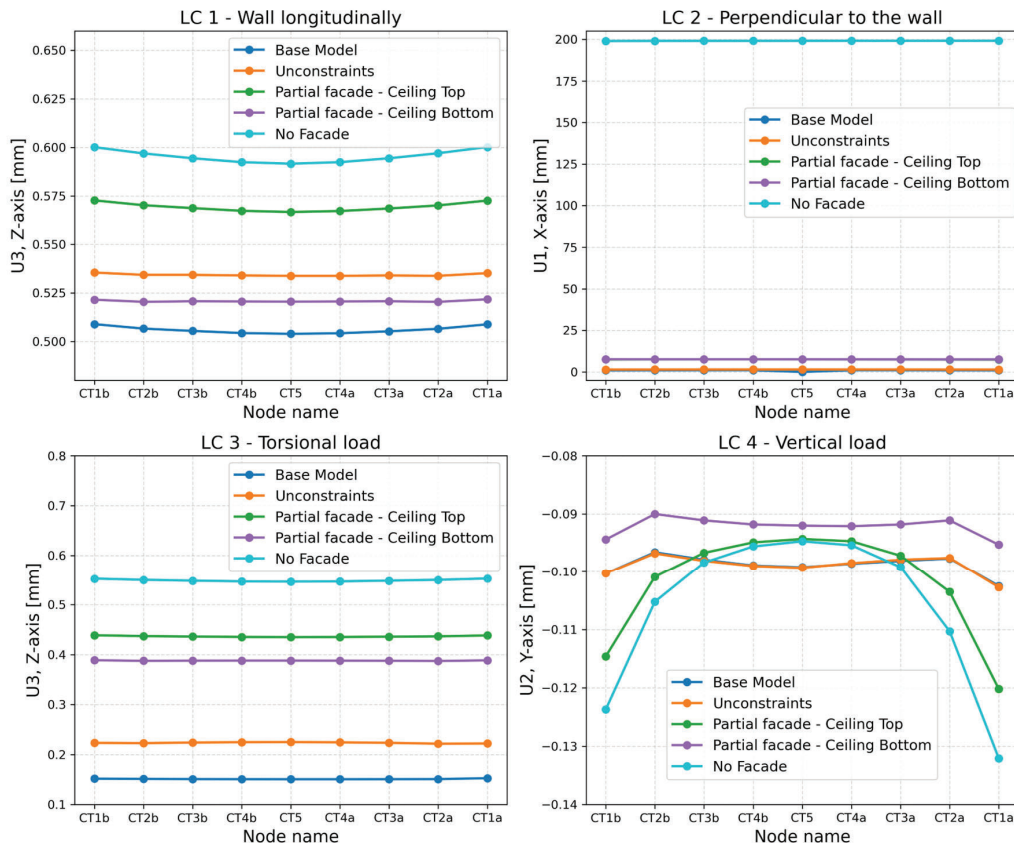 LC 1 - Wall longitudinally
U3, Z-axis [mm]
0.650
0.625
0.600
0.575
0.550
0.525
0.500
Base Model
Unconstraints
Partial facade - Ceiling Top
Partial facade - Ceiling Bottom
No Facade
CT1b CT2b CT3b CT4b CT5 CT4a CT3a CT2a CT1a
Node name
LC 2 - Perpendicular to the wall
U1, X-axis [mm]
200
175
150
125
100
75
50
25
0
Base Model
Unconstraints
Partial facade - Ceiling Top
Partial facade - Ceiling Bottom
No Facade
CT1b CT2b CT3b CT4b CT5 CT4a CT3a CT2a CT1a
Node name
LC 3 - Torsional load
U3, Z-axis [mm]
0.8
0.7
0.6
0.5
0.4
0.3
0.2
0.1
Base Model
Unconstraints
Partial facade - Ceiling Top
Partial facade - Ceiling Bottom
No Facade
CT1b CT2b CT3b CT4b CT5 CT4a CT3a CT2a CT1a
Node name
LC 4 - Vertical load
U2, Y-axis [mm]
−0.08
−0.09
−0.10
−0.11
−0.12
−0.13
−0.14
Base Model
Unconstraints
Partial facade - Ceiling Top
Partial facade - Ceiling Bottom
No Facade
CT1b CT2b CT3b CT4b CT5 CT4a CT3a CT2a CT1a
Node name